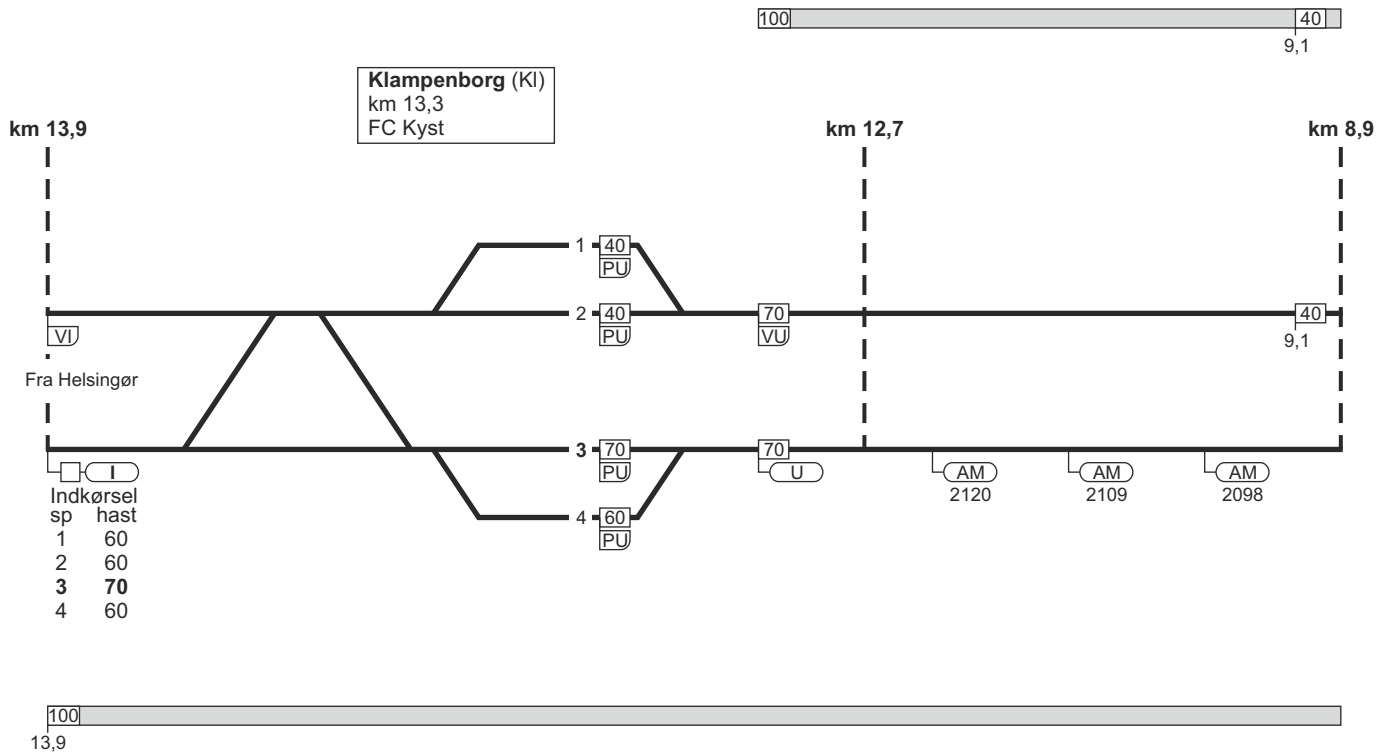 100 40
9,1
Klampenborg (Kl)
km 13,3
FC Kyst
km 13,9 km 12,7 km 8,9
1 40
PU
2 40 70 40
VI PU VU 9,1
Fra Helsingør
3 70 70
I PU U AM AM AM
Indkørsel 2120 2109 2098
sp hast
4 60
PU
1 60
2 60
3 70
4 60
100
13,9